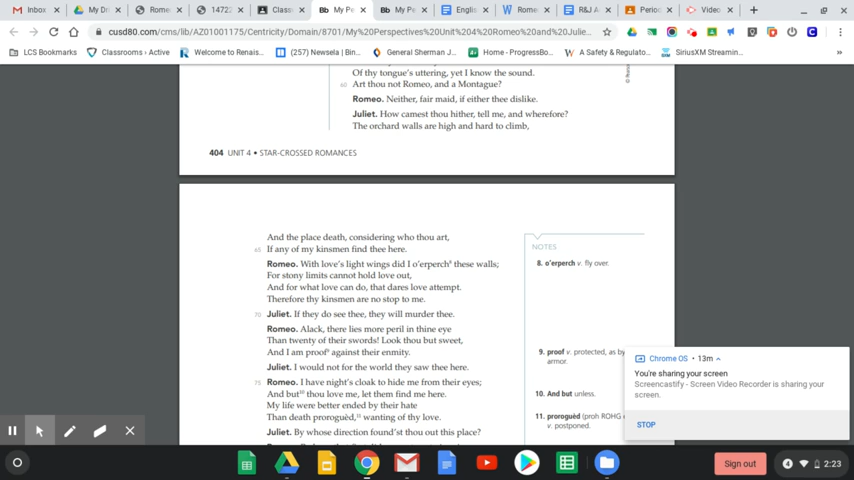 Inbox
My Dri
Rome
1472
Classr
My Pe
My Pe
Englis
Rome
R&J A
Perioc
Video
cusd80.com/cms/lib/AZ01001175/Centricity/Domain/8701/My%20Perspectives%20Unit%204%20Romeo%20and%20Julie...
LCS Bookmarks
Classrooms › Active
Welcome to Renais...
(257) Newsela | Bin...
General Sherman J...
Home - ProgressBo...
A Safety & Regulato...
SiriusXM Streamin...
»
Of thy tongue's uttering, yet I know the sound.
60 Art thou not Romeo, and a Montague?
Romeo. Neither, fair maid, if either thee dislike.
Juliet. How camest thou hither, tell me, and wherefore?
The orchard walls are high and hard to climb,
404 UNIT 4 • STAR-CROSSED ROMANCES
And the place death, considering who thou art,
65 If any of my kinsmen find thee here.
Romeo. With love's light wings did I o'erperch⁸ these walls;
For stony limits cannot hold love out,
And for what love can do, that dares love attempt.
Therefore thy kinsmen are no stop to me.
70 Juliet. If they do see thee, they will murder thee.
Romeo. Alack, there lies more peril in thine eye
Than twenty of their swords! Look thou but sweet,
And I am proof⁹ against their enmity.
Juliet. I would not for the world they saw thee here.
75 Romeo. I have night's cloak to hide me from their eyes;
And but¹⁰ thou love me, let them find me here.
My life were better ended by their hate
Than death proroguèd,¹¹ wanting of thy love.
Juliet. By whose direction found'st thou out this place?
NOTES
8. o'erperch v. fly over.
9. proof v. protected, as by
armor.
10. And but unless.
11. proroguèd (proh ROHG
v. postponed.
Chrome OS • 13m
You're sharing your screen
Screencastify - Screen Video Recorder is sharing your
screen.
STOP
Sign out
4
2:23